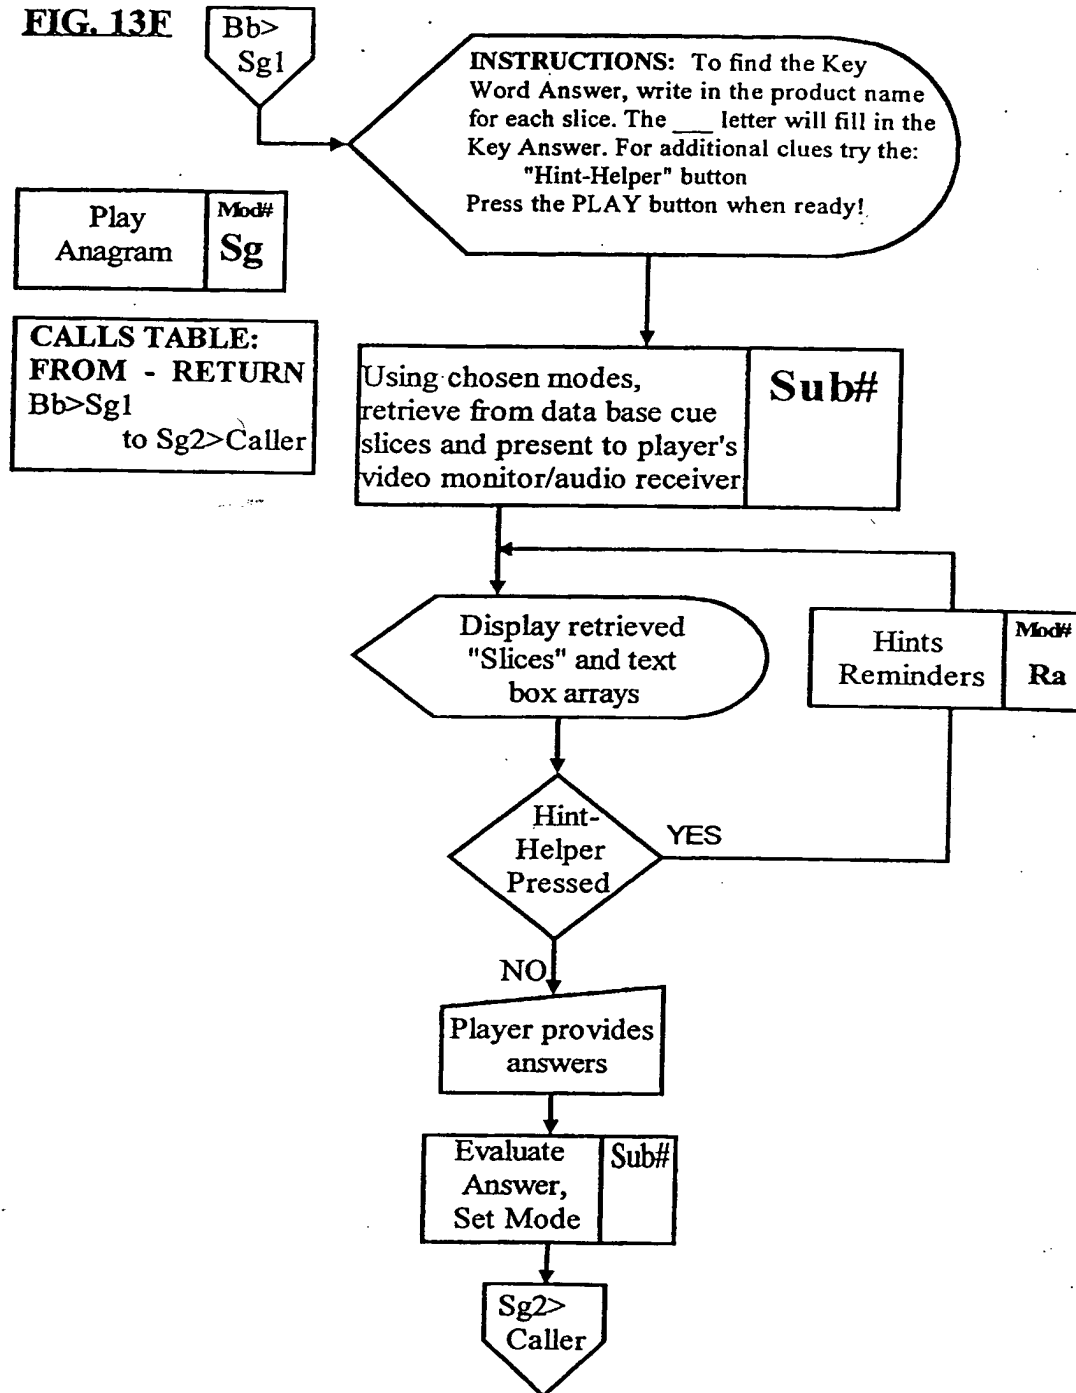 FIG. 13F
Bb>
Sg1
INSTRUCTIONS: To find the Key
Word Answer, write in the product name
for each slice. The ___ letter will fill in the
Key Answer. For additional clues try the:
"Hint-Helper" button
Press the PLAY button when ready!
Play
Anagram
Mod#
Sg
CALLS TABLE:
FROM - RETURN
Bb>Sg1
to Sg2>Caller
Using chosen modes,
retrieve from data base cue
slices and present to player's
video monitor/audio receiver
Sub#
Display retrieved
"Slices" and text
box arrays
Hints
Reminders
Mod#
Ra
Hint-
Helper
Pressed
YES
NO
Player provides
answers
Evaluate
Answer,
Set Mode
Sub#
Sg2>
Caller